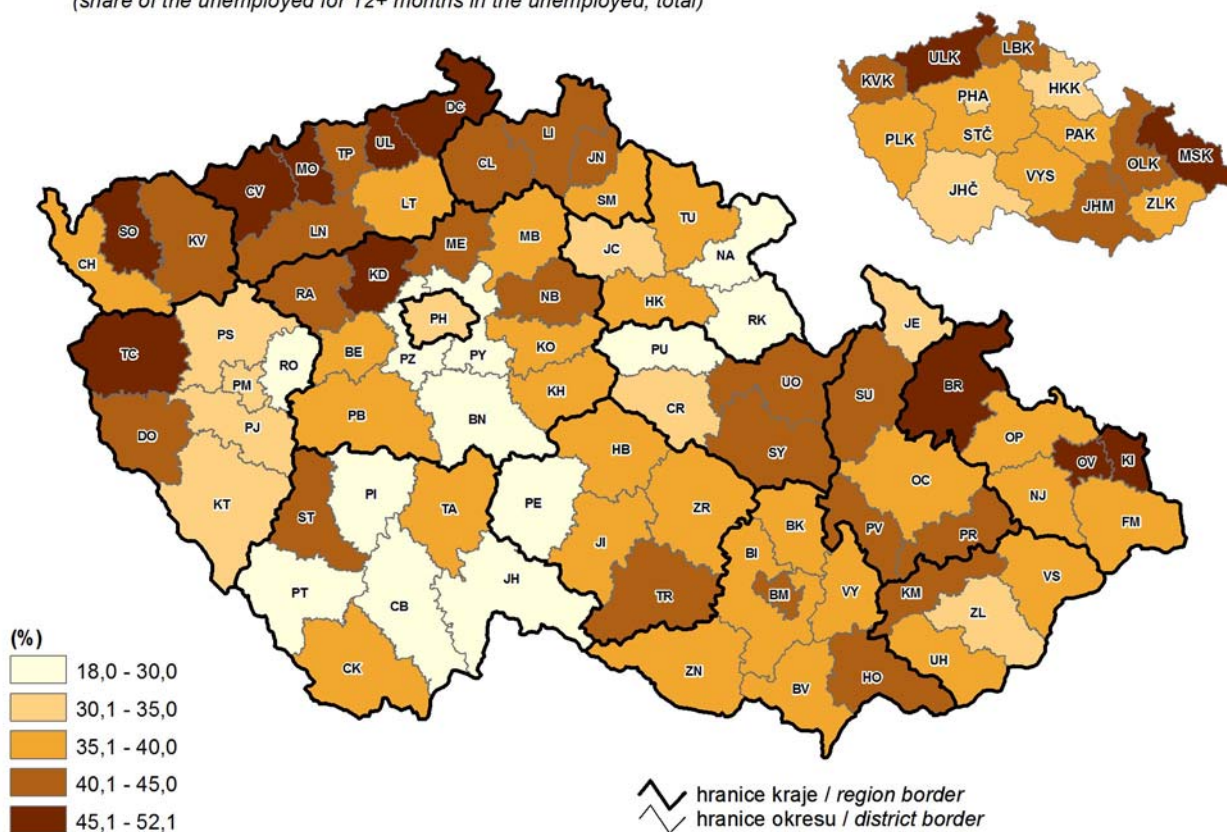 (share of the unemployed for 12+ months in the unemployed, total)
ULK
LBK
KVK
HKK
PHA
PLK
STČ
PAK
MSK
OLK
VYS
JHČ
JHM
ZLK
DC
UL
TP
MO
LI
JN
CL
CV
LT
SM
SO
KV
LN
ME
MB
TU
JC
NA
CH
KD
RA
NB
HK
PH
RK
JE
TC
PS
RO
BE
PZ
PY
KO
PU
UO
SU
BR
PM
KH
CR
PB
BN
DO
PJ
SY
OP
HB
OV
KI
KT
PI
TA
PE
ZR
OC
NJ
ST
FM
JI
BK
PV
PR
BI
PT
CB
JH
TR
BM
VY
KM
VS
ZL
CK
ZN
BV
HO
UH
(%)
18,0 - 30,0
30,1 - 35,0
35,1 - 40,0
40,1 - 45,0
45,1 - 52,1
hranice kraje / region border
hranice okresu / district border